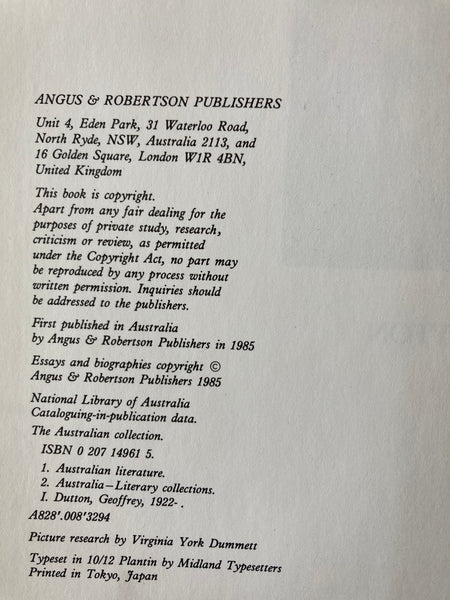 ANGUS & ROBERTSON PUBLISHERS
Unit 4, Eden Park, 31 Waterloo Road,
North Ryde, NSW, Australia 2113, and
16 Golden Square, London W1R 4BN,
United Kingdom
This book is copyright.
Apart from any fair dealing for the
purposes of private study, research,
criticism or review, as permitted
under the Copyright Act, no part may
be reproduced by any process without
written permission. Inquiries should
be addressed to the publishers.
First published in Australia
by Angus & Robertson Publishers in 1985
Essays and biographies copyright ©
Angus & Robertson Publishers 1985
National Library of Australia
Cataloguing-in-publication data.
The Australian collection.
ISBN 0 207 14961 5.
1. Australian literature.
2. Australia—Literary collections.
I. Dutton, Geoffrey, 1922- .
A828'.008'3294
Picture research by Virginia York Dummett
Typeset in 10/12 Plantin by Midland Typesetters
Printed in Tokyo, Japan